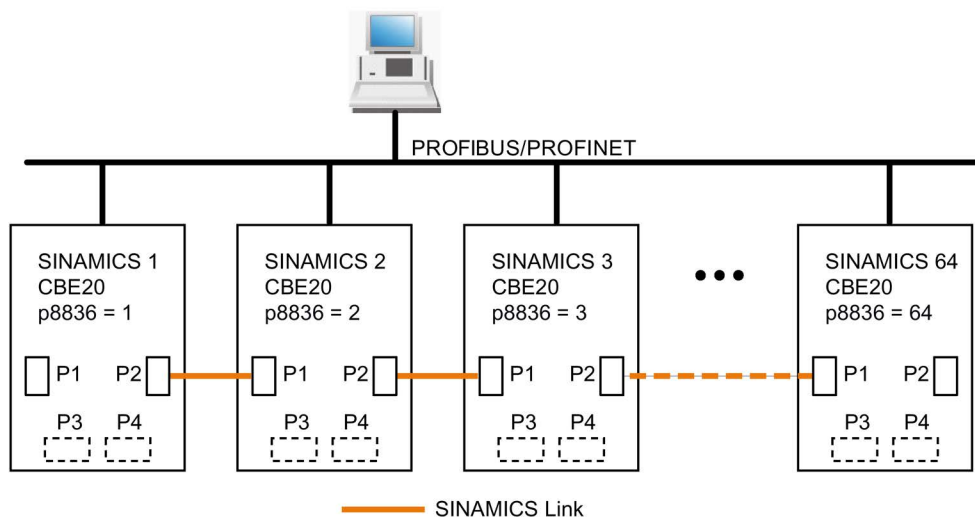 PROFIBUS/PROFINET
SINAMICS 1
CBE20
p8836 = 1
P1 P2
P3 P4
SINAMICS 2
CBE20
p8836 = 2
P1 P2
P3 P4
SINAMICS 3
CBE20
p8836 = 3
P1 P2
P3 P4
SINAMICS 64
CBE20
p8836 = 64
P1 P2
P3 P4
SINAMICS Link